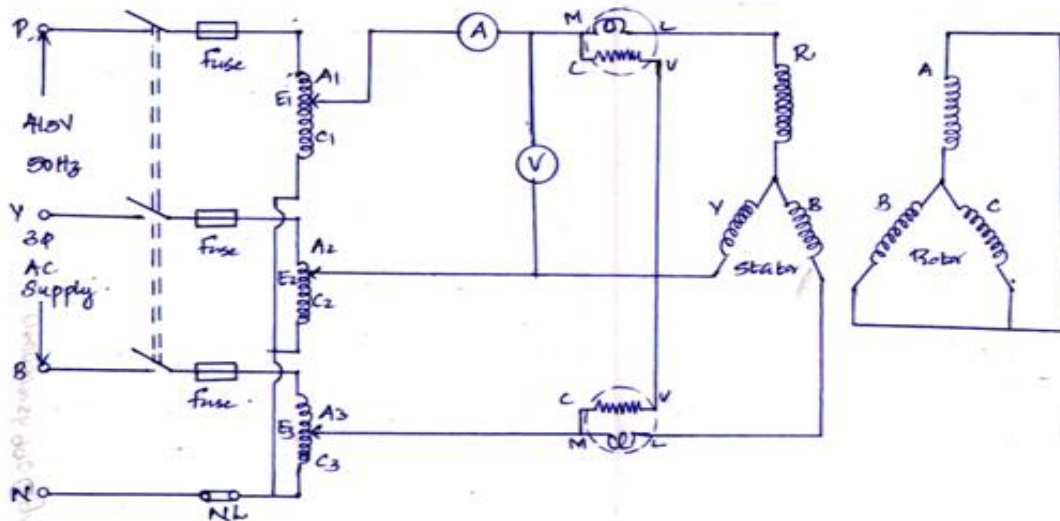 P
Fuse
A1
E1
C1
A
M
L
C
V
R
A
415V
50Hz
V
Y
Fuse
3Φ
AC
Supply
A2
E2
C2
Y
B
Stator
B
C
Rotor
B
Fuse
A3
E3
C3
C
V
M
L
N
NL